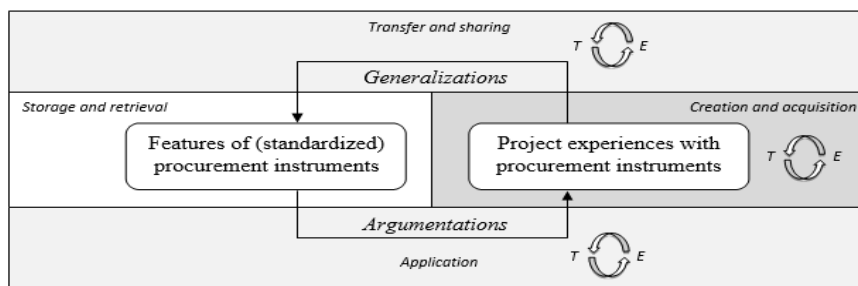 Transfer and sharing
T E
Generalizations
Storage and retrieval
Creation and acquisition
Features of (standardized)
procurement instruments
Project experiences with
procurement instruments
T E
Argumentations
T E
Application